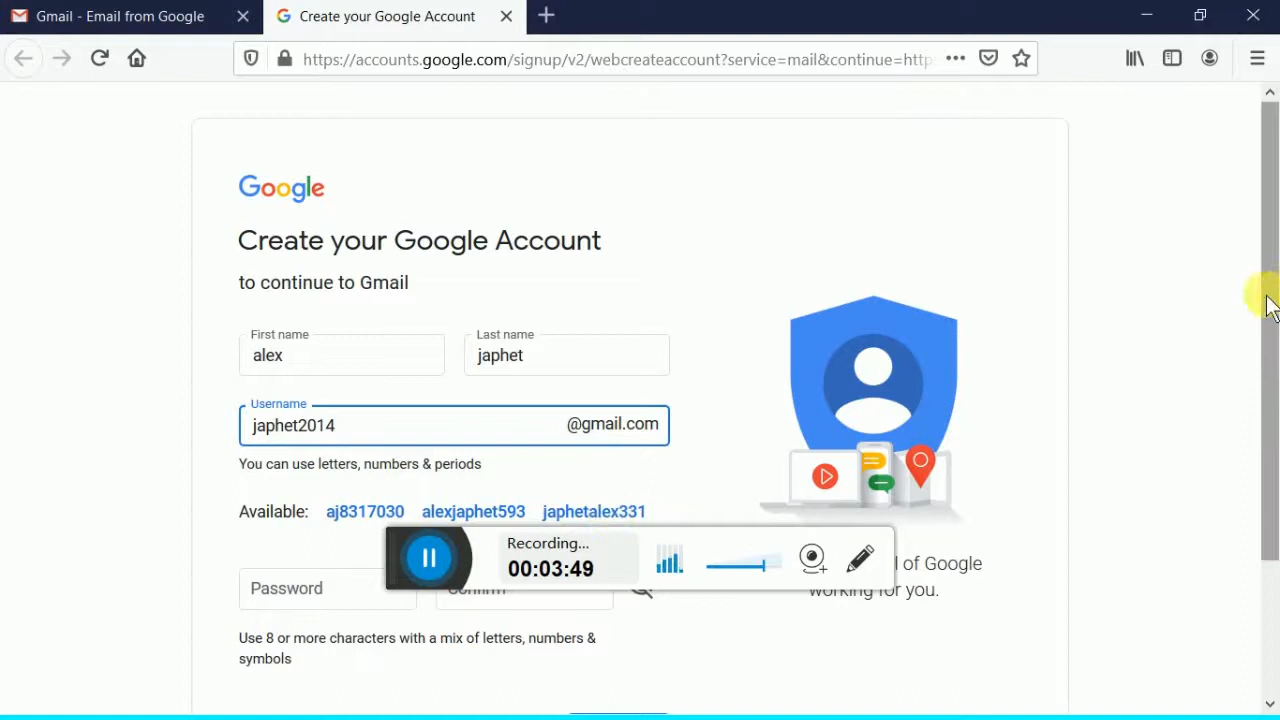 Gmail - Email from Google
Create your Google Account
https://accounts.google.com/signup/v2/webcreateaccount?service=mail&continue=http
Google
Create your Google Account
to continue to Gmail
First name
Last name
alex
japhet
Username
japhet2014
@gmail.com
You can use letters, numbers & periods
Available: aj8317030 alexjaphet593 japhetalex331
Recording...
00:03:49
l of Google
working for you.
Password
Confirm
Use 8 or more characters with a mix of letters, numbers &
symbols